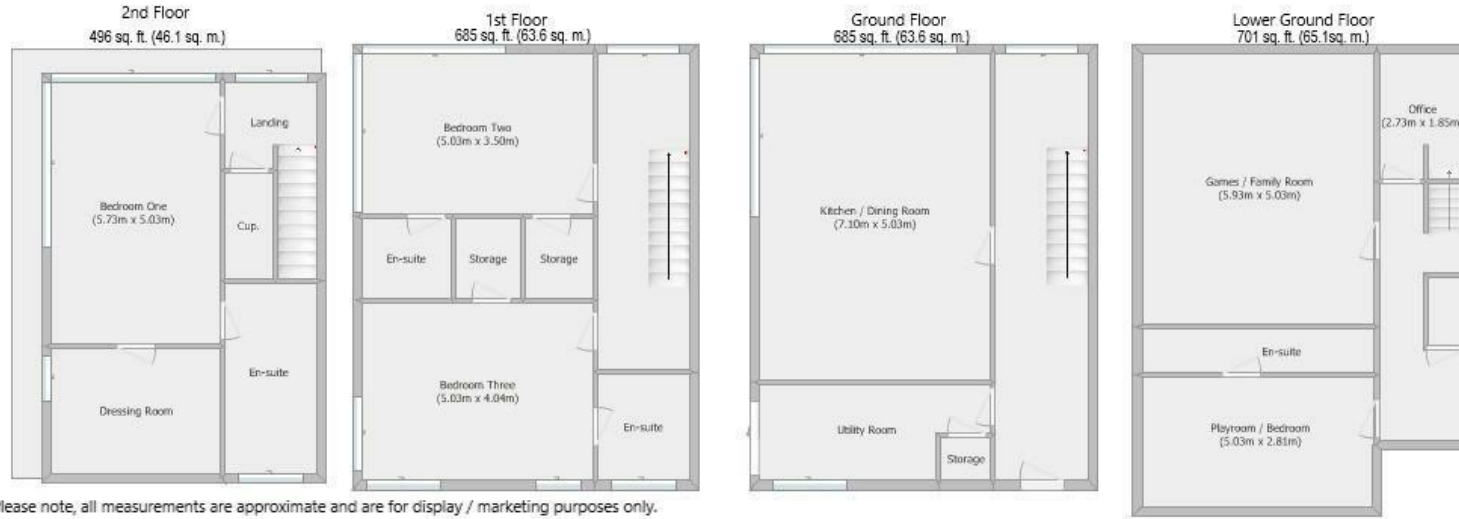 2nd Floor
496 sq. ft. (46.1 sq. m.)
Landing
Bedroom One
(5.73m x 5.03m)
Cup.
En-suite
Dressing Room
1st Floor
685 sq. ft. (63.6 sq. m.)
Bedroom Two
(5.03m x 3.50m)
En-suite
Storage
Storage
Bedroom Three
(5.03m x 4.04m)
En-suite
Ground Floor
685 sq. ft. (63.6 sq. m.)
Kitchen / Dining Room
(7.10m x 5.03m)
Utility Room
Storage
Lower Ground Floor
701 sq. ft. (65.1sq. m.)
Office
(2.73m x 1.85m
Games / Family Room
(5.93m x 5.03m)
En-suite
Playroom / Bedroom
(5.03m x 2.81m)
lease note, all measurements are approximate and are for display / marketing purposes only.